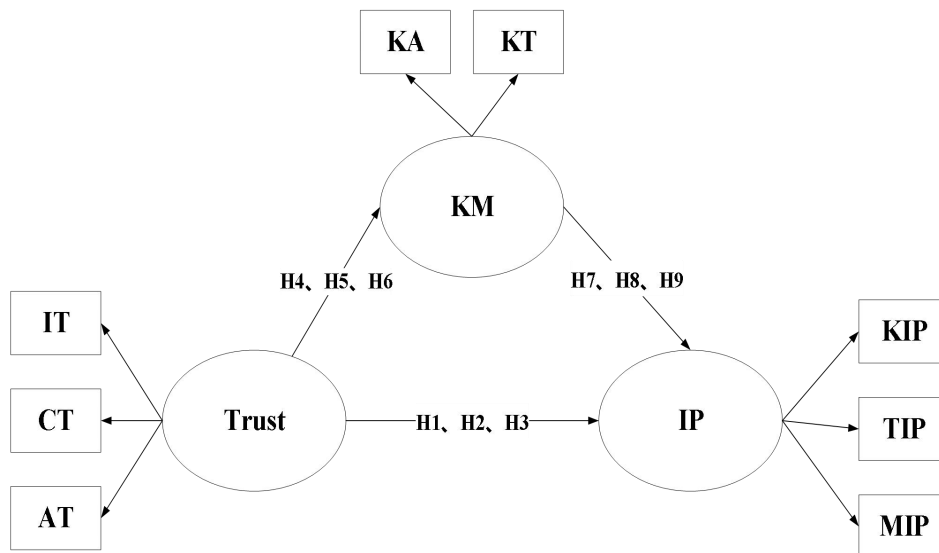 KA
KT
KM
H4、H5、H6
H7、H8、H9
IT
KIP
CT
Trust
H1、H2、H3
IP
TIP
AT
MIP